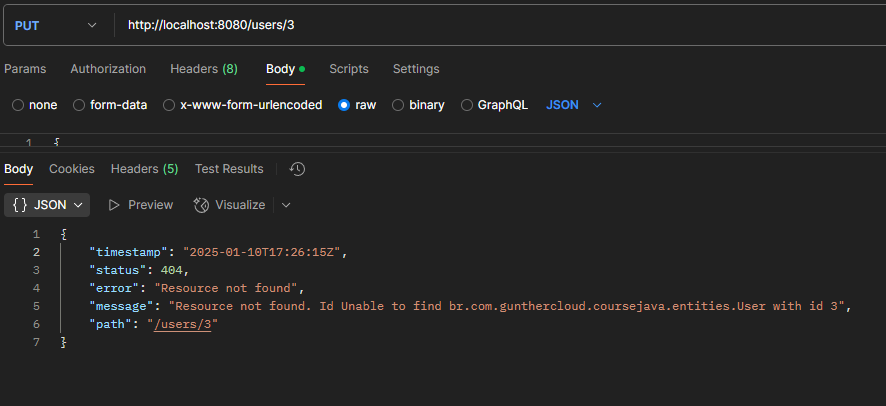 PUT http://localhost:8080/users/3
Params Authorization Headers (8) Body Scripts Settings
none form-data x-www-form-urlencoded raw binary GraphQL JSON
1 {
Body Cookies Headers (5) Test Results
{} JSON Preview Visualize
1 {
2 "timestamp": "2025-01-10T17:26:15Z",
3 "status": 404,
4 "error": "Resource not found",
5 "message": "Resource not found. Id Unable to find br.com.gunthercloud.coursejava.entities.User with id 3",
6 "path": "/users/3"
7 }